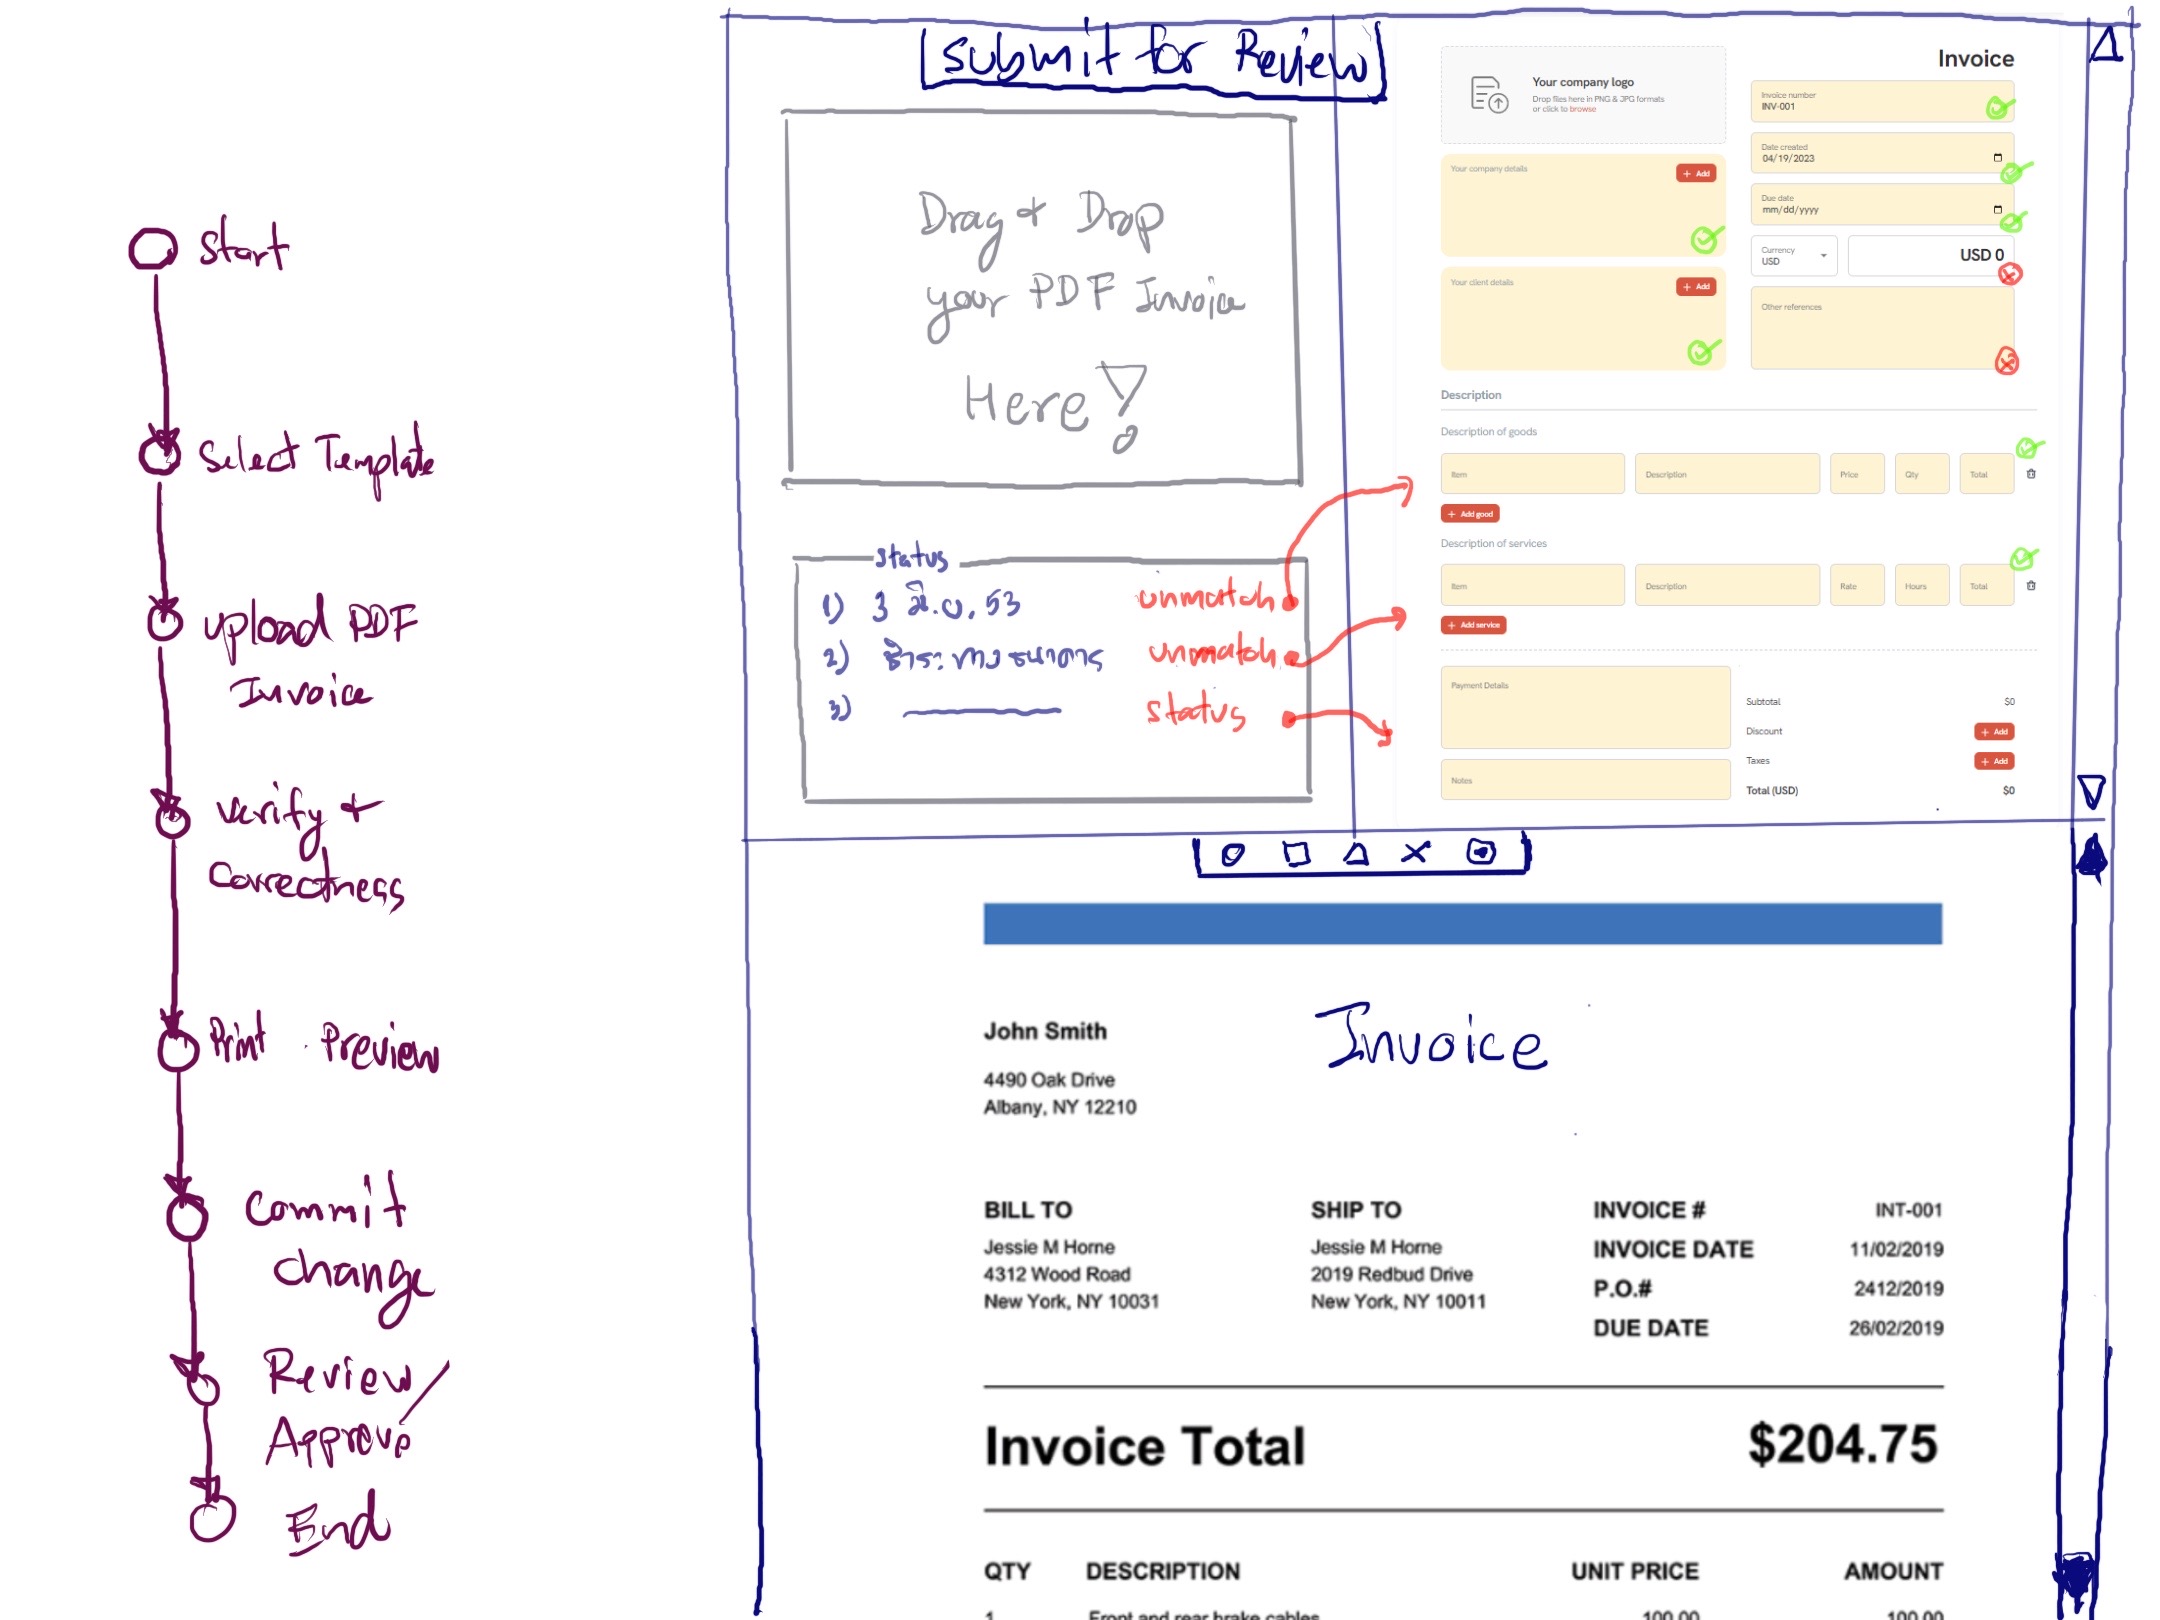 Start
Select Template
upload PDF
Invoice
Verify +
Correctness
Print Preview
Commit
change
Review/
Approve
End
Submit for Review
Drag & Drop
your PDF Invoice
Here!
Status
1) 3 มิ.ย. 53 unmatch
2) ชำระทางธนาคาร unmatch
3) status
Your company logo
Drop files here in PNG & JPG formats
or click to browse
Your company details
+ Add
Your client details
+ Add
Invoice
Invoice number
INV-001
Date created
04/19/2023
Due date
mm/dd/yyyy
Currency
USD
USD 0
Other references
Description
Description of goods
Item Description Price Qty Total
+ Add good
Description of services
Item Description Rate Hours Total
+ Add service
Payment Details
Notes
Subtotal $0
Discount + Add
Taxes + Add
Total (USD) $0
John Smith
Invoice
4490 Oak Drive
Albany, NY 12210
BILL TO
Jessie M Horne
4312 Wood Road
New York, NY 10031
SHIP TO
Jessie M Horne
2019 Redbud Drive
New York, NY 10011
INVOICE # INT-001
INVOICE DATE 11/02/2019
P.O.# 2412/2019
DUE DATE 26/02/2019
Invoice Total $204.75
QTY DESCRIPTION UNIT PRICE AMOUNT
1 Front and rear brake cables 100.00 100.00